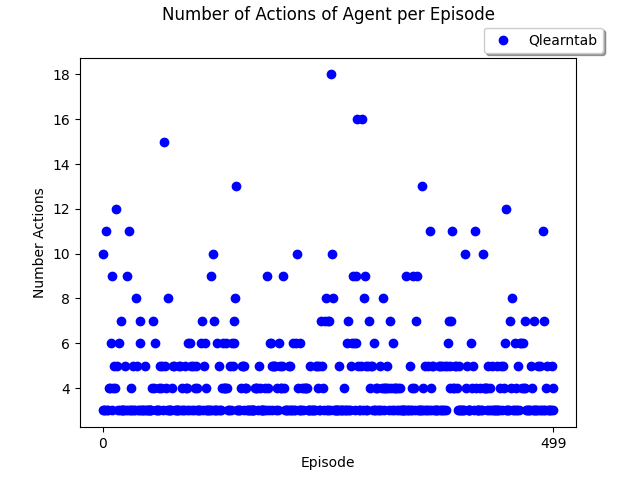 Number of Actions of Agent per Episode
Qlearntab
18
16
14
12
10
8
6
4
Number Actions
0
499
Episode